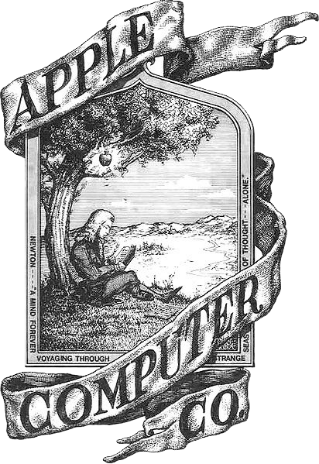 APPLE
COMPUTER
CO.
NEWTON --- "A MIND FOREVER
VOYAGING THROUGH
STRANGE
SEAS OF THOUGHT -- ALONE."